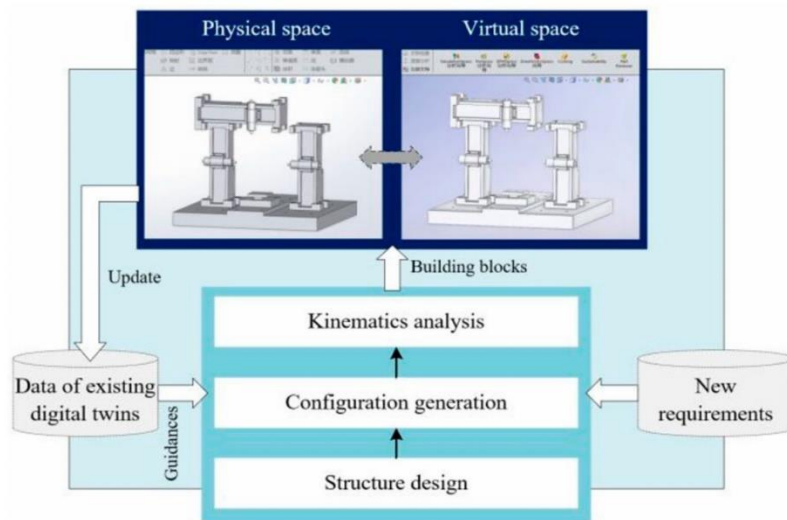 Physical space
Virtual space
Update
Building blocks
Kinematics analysis
Data of existing
digital twins
Guidances
Configuration generation
New
requirements
Structure design